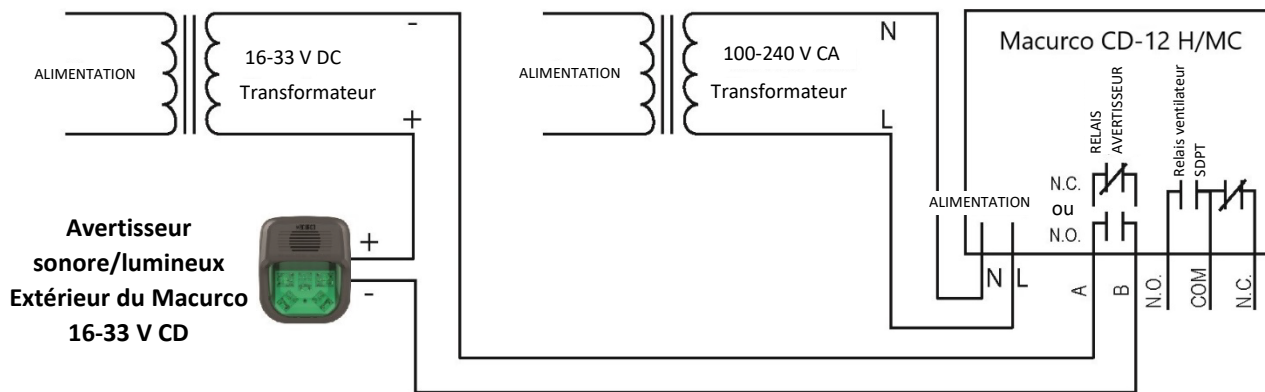 ALIMENTATION
-
16-33 V DC
Transformateur
+
ALIMENTATION
N
100-240 V CA
Transformateur
L
Macurco CD-12 H/MC
RELAIS
AVERTISSEUR
Relais ventilateur
SDPT
N.C.
ou
N.O.
ALIMENTATION
N
L
A
B
N.O.
COM
N.C.
Avertisseur
sonore/lumineux
Extérieur du Macurco
16-33 V CD
+
-